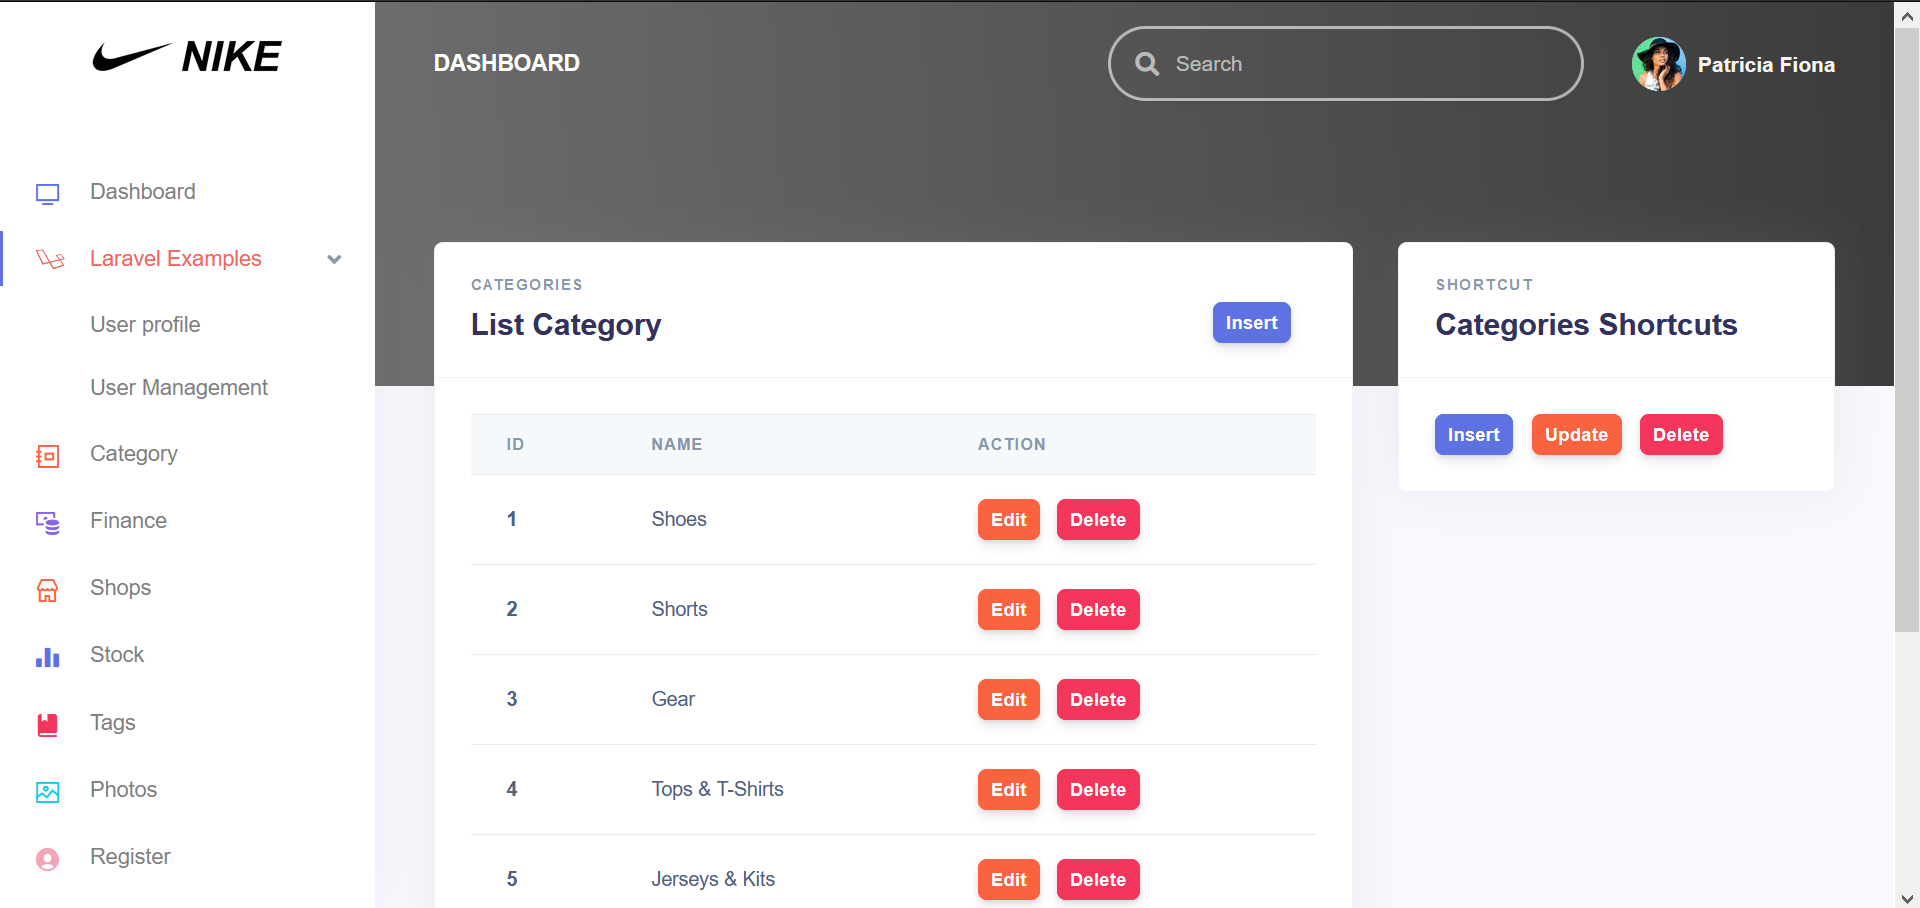 NIKE
Dashboard
Laravel Examples
User profile
User Management
Category
Finance
Shops
Stock
Tags
Photos
Register
DASHBOARD
Search
Patricia Fiona
CATEGORIES
List Category
Insert
ID NAME ACTION
1 Shoes Edit Delete
2 Shorts Edit Delete
3 Gear Edit Delete
4 Tops & T-Shirts Edit Delete
5 Jerseys & Kits Edit Delete
SHORTCUT
Categories Shortcuts
Insert Update Delete